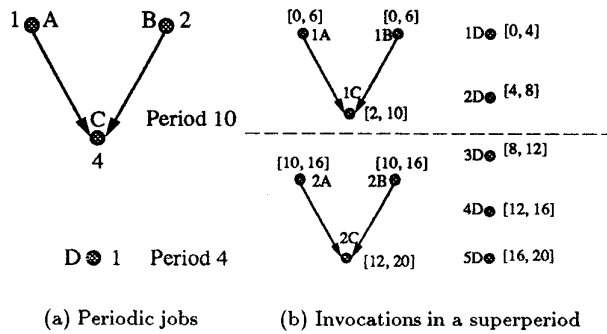 1 A
B 2
C
Period 10
4
D 1 Period 4
(a) Periodic jobs
[0, 6]
[0, 6]
1A
1B
1C
[2, 10]
1D [0, 4]
2D [4, 8]
3D [8, 12]
[10, 16]
[10, 16]
2A
2B
4D [12, 16]
2C
[12, 20]
5D [16, 20]
(b) Invocations in a superperiod